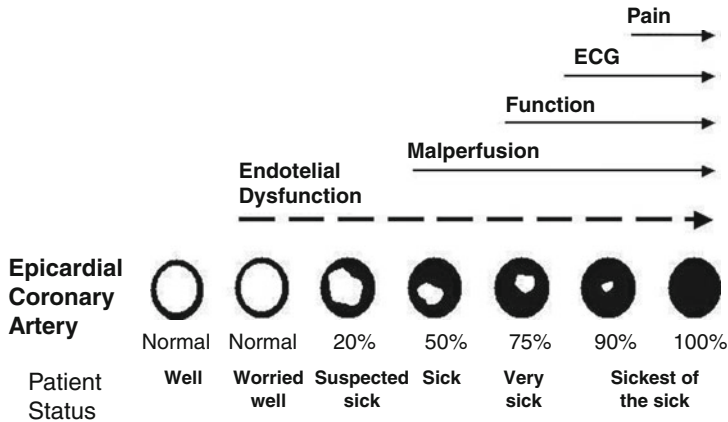 Pain
ECG
Function
Malperfusion
Endotelial
Dysfunction
Epicardial
Coronary
Artery
Normal Normal 20% 50% 75% 90% 100%
Patient
Status
Well Worried well Suspected sick Sick Very sick Sickest of the sick